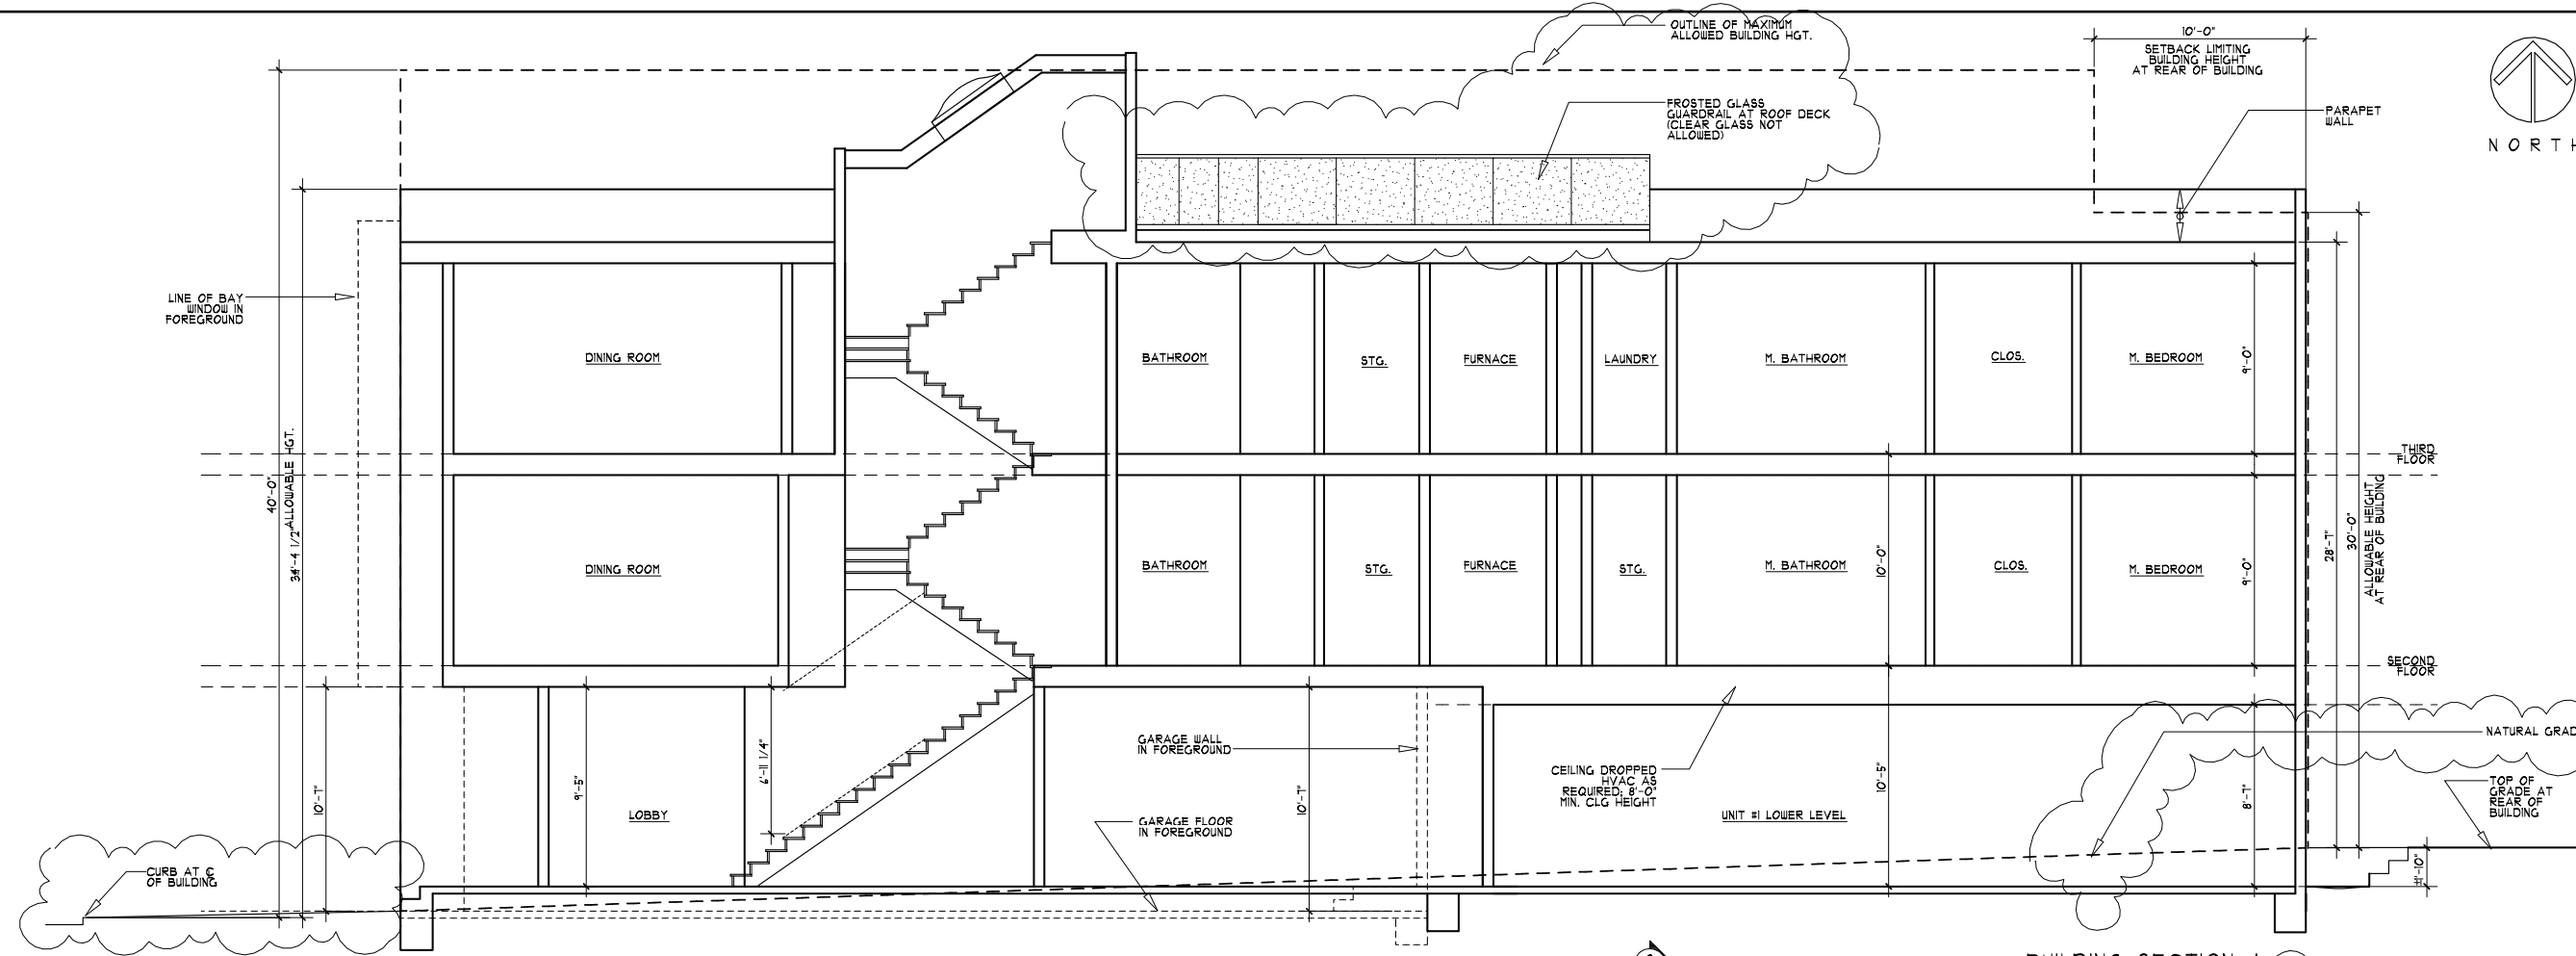 OUTLINE OF MAXIMUM
ALLOWED BUILDING HGT.
10'-0"
SETBACK LIMITING
BUILDING HEIGHT
AT REAR OF BUILDING
FROSTED GLASS
GUARDRAIL AT ROOF DECK
(CLEAR GLASS NOT
ALLOWED)
PARAPET
WALL
NORTH
LINE OF BAY
WINDOW IN
FOREGROUND
DINING ROOM
BATHROOM
STG.
FURNACE
LAUNDRY
M. BATHROOM
CLOS.
M. BEDROOM
9'-0"
40'-0"
ALLOWABLE HGT.
34'-4 1/2"
THIRD
FLOOR
DINING ROOM
BATHROOM
STG.
FURNACE
STG.
M. BATHROOM
10'-0"
CLOS.
M. BEDROOM
9'-0"
28'-7"
30'-0"
ALLOWABLE HEIGHT
AT REAR OF BUILDING
SECOND
FLOOR
10'-7"
9'-5"
6'-11 1/4"
LOBBY
GARAGE WALL
IN FOREGROUND
10'-7"
GARAGE FLOOR
IN FOREGROUND
CEILING DROPPED
HVAC AS
REQUIRED; 8'-0"
MIN. CLG HEIGHT
UNIT #1 LOWER LEVEL
10'-5"
8'-7"
NATURAL GRAD
TOP OF
GRADE AT
REAR OF
BUILDING
CURB AT ℄
OF BUILDING
BUILDING SECTION